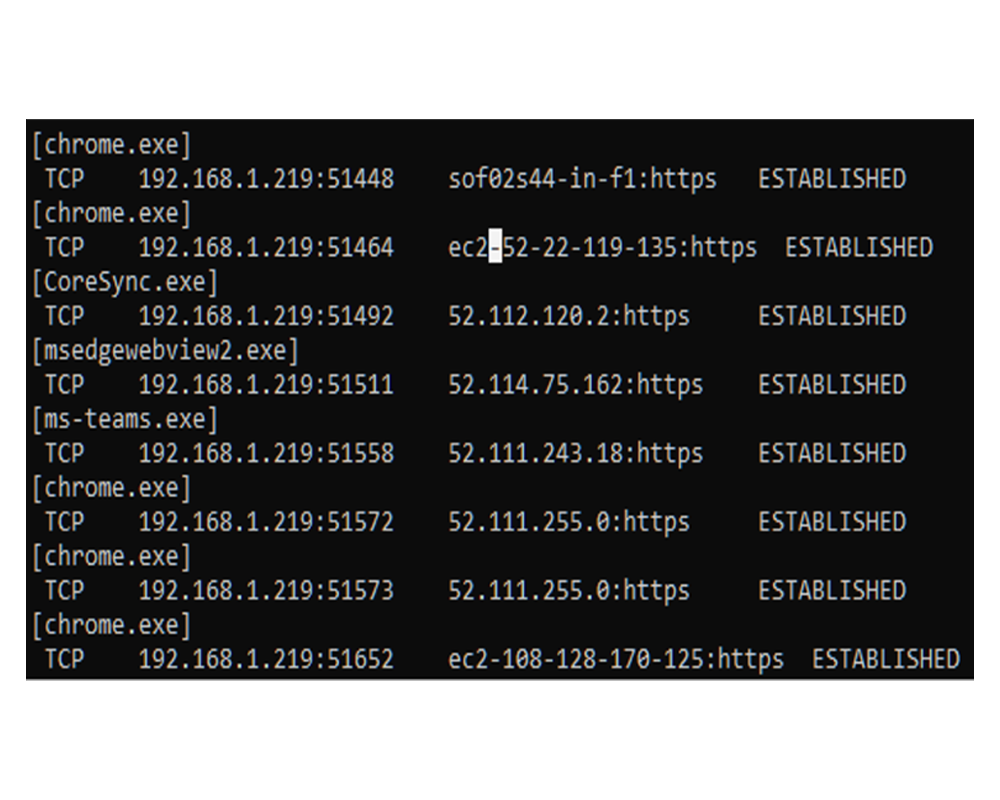 [chrome.exe]
TCP    192.168.1.219:51448    sof02s44-in-f1:https   ESTABLISHED
[chrome.exe]
TCP    192.168.1.219:51464    ec2-52-22-119-135:https  ESTABLISHED
[CoreSync.exe]
TCP    192.168.1.219:51492    52.112.120.2:https     ESTABLISHED
[msedgewebview2.exe]
TCP    192.168.1.219:51511    52.114.75.162:https    ESTABLISHED
[ms-teams.exe]
TCP    192.168.1.219:51558    52.111.243.18:https    ESTABLISHED
[chrome.exe]
TCP    192.168.1.219:51572    52.111.255.0:https     ESTABLISHED
[chrome.exe]
TCP    192.168.1.219:51573    52.111.255.0:https     ESTABLISHED
[chrome.exe]
TCP    192.168.1.219:51652    ec2-108-128-170-125:https  ESTABLISHED